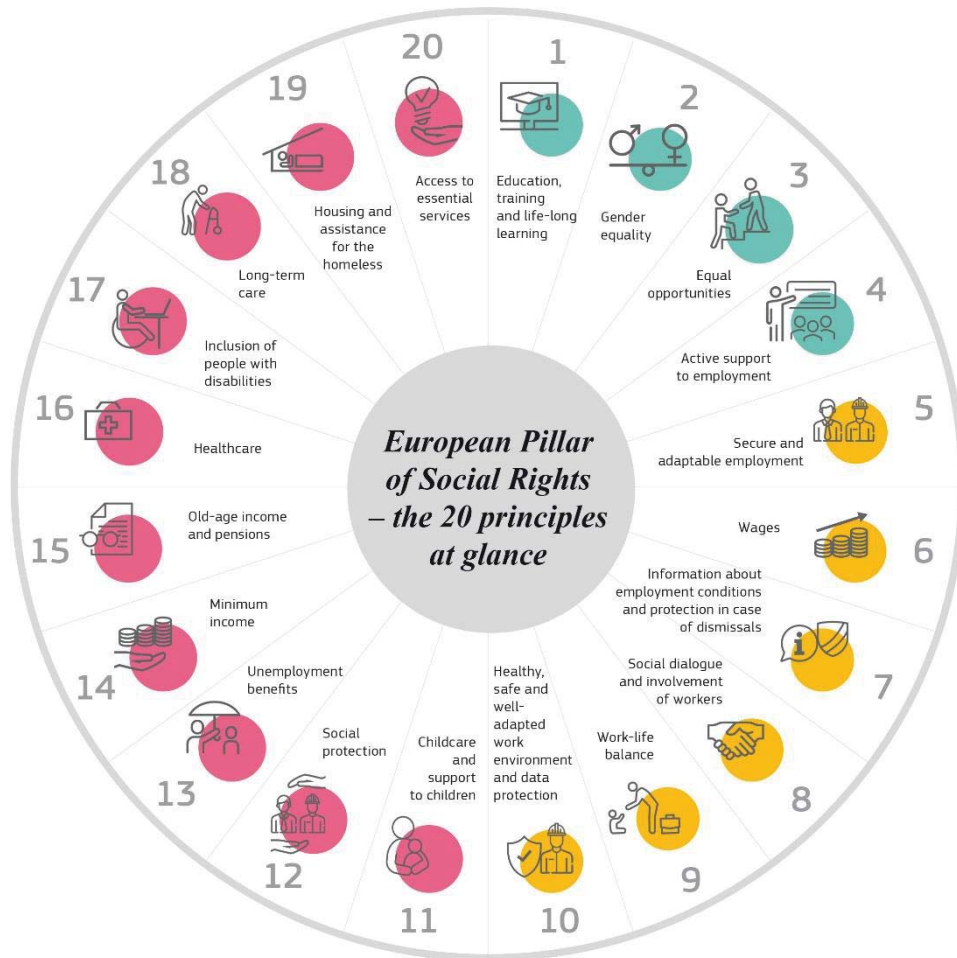 European Pillar
of Social Rights
– the 20 principles
at glance
1
Education,
training
and life-long
learning
2
Gender
equality
3
Equal
opportunities
4
Active support
to employment
5
Secure and
adaptable employment
6
Wages
7
Information about
employment conditions
and protection in case
of dismissals
8
Social dialogue
and involvement
of workers
9
Work-life
balance
10
Healthy,
safe and
well-
adapted
work
environment
and data
protection
11
Childcare
and
support
to children
12
Social
protection
13
Unemployment
benefits
14
Minimum
income
15
Old-age income
and pensions
16
Healthcare
17
Inclusion of
people with
disabilities
18
Long-term
care
19
Housing and
assistance
for the
homeless
20
Access to
essential
services